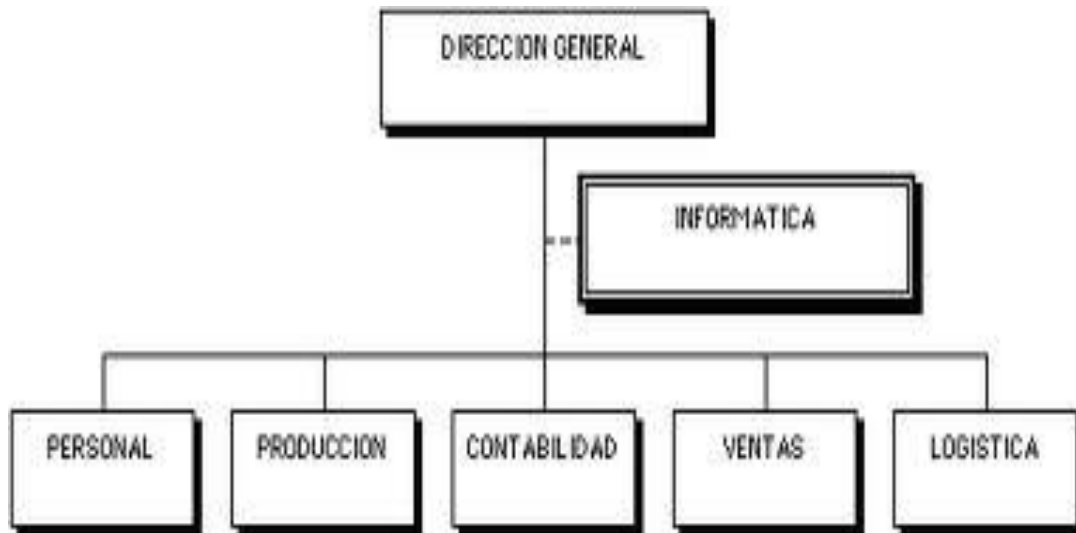 DIRECCION GENERAL
INFORMATICA
PERSONAL
PRODUCCION
CONTABILIDAD
VENTAS
LOGISTICA